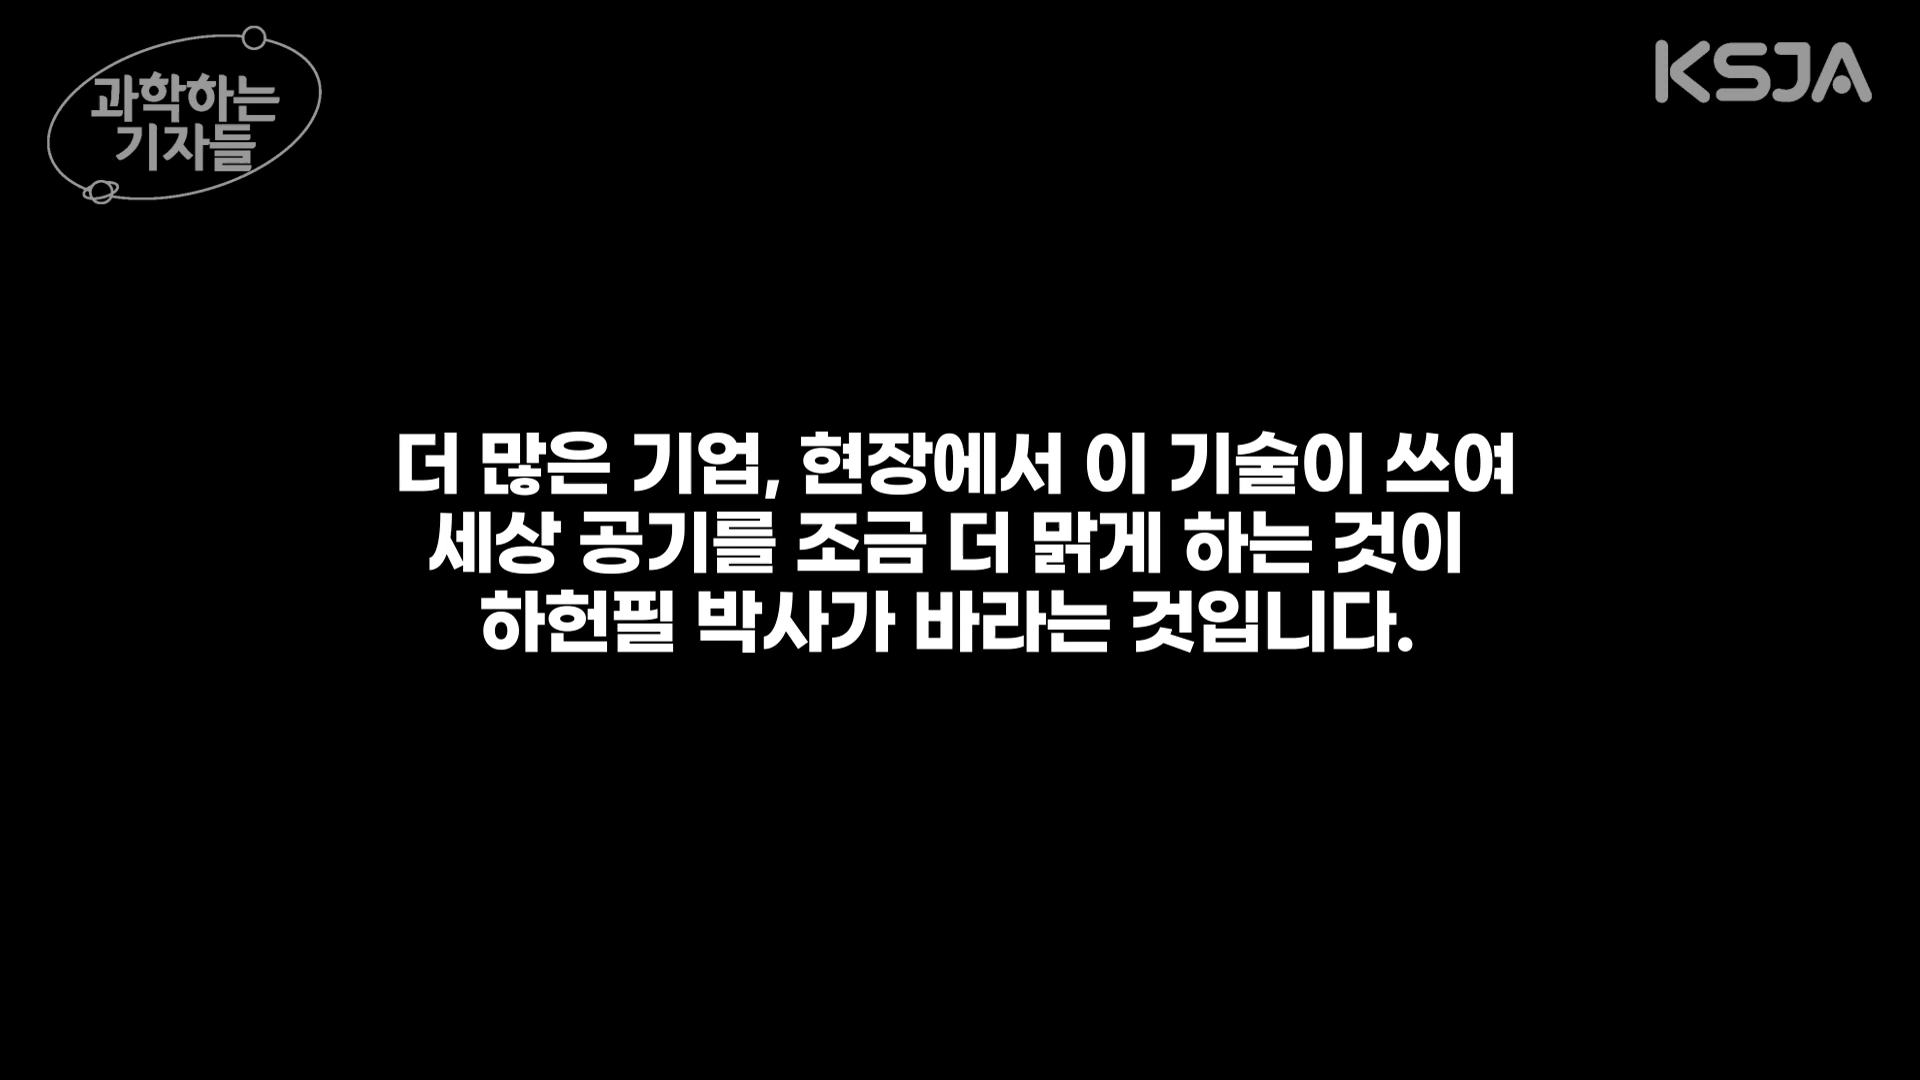 과학하는
기자들
KSJA
더 많은 기업, 현장에서 이 기술이 쓰여
세상 공기를 조금 더 맑게 하는 것이
하헌필 박사가 바라는 것입니다.